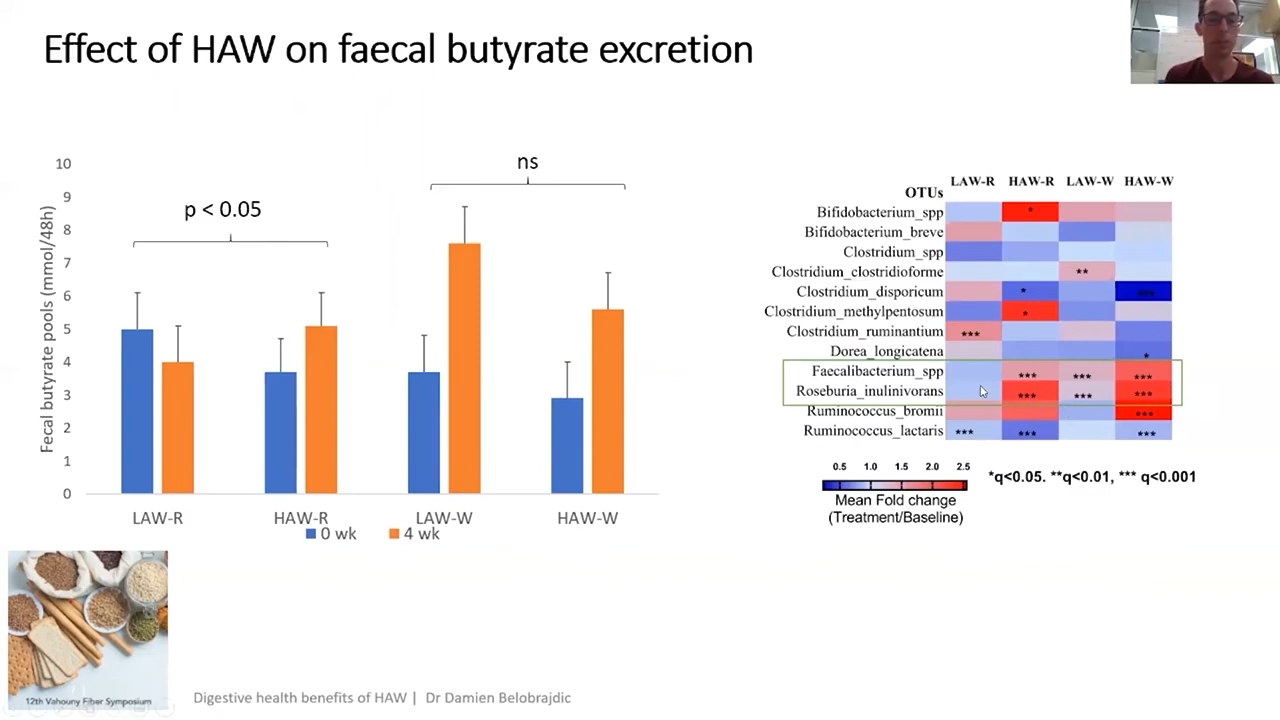 Effect of HAW on faecal butyrate excretion
Fecal butyrate pools (mmol/48h)
10
9
8
7
6
5
4
3
2
1
0
p < 0.05
ns
LAW-R HAW-R LAW-W HAW-W
0 wk 4 wk
LAW-R HAW-R LAW-W HAW-W
OTUs
Bifidobacterium_spp *
Bifidobacterium_breve
Clostridium_spp
Clostridium_clostridioforme **
Clostridium_disporicum * ***
Clostridium_methylpentosum *
Clostridium_ruminantium ***
Dorea_longicatena *
Faecalibacterium_spp *** *** ***
Roseburia_inulinivorans *** *** ***
Ruminococcus_bromii ***
Ruminococcus_lactaris *** *** ***
0.5 1.0 1.5 2.0 2.5
Mean Fold change
(Treatment/Baseline)
*q<0.05. **q<0.01, *** q<0.001
12th Vahouny Fiber Symposium
Digestive health benefits of HAW | Dr Damien Belobrajdic